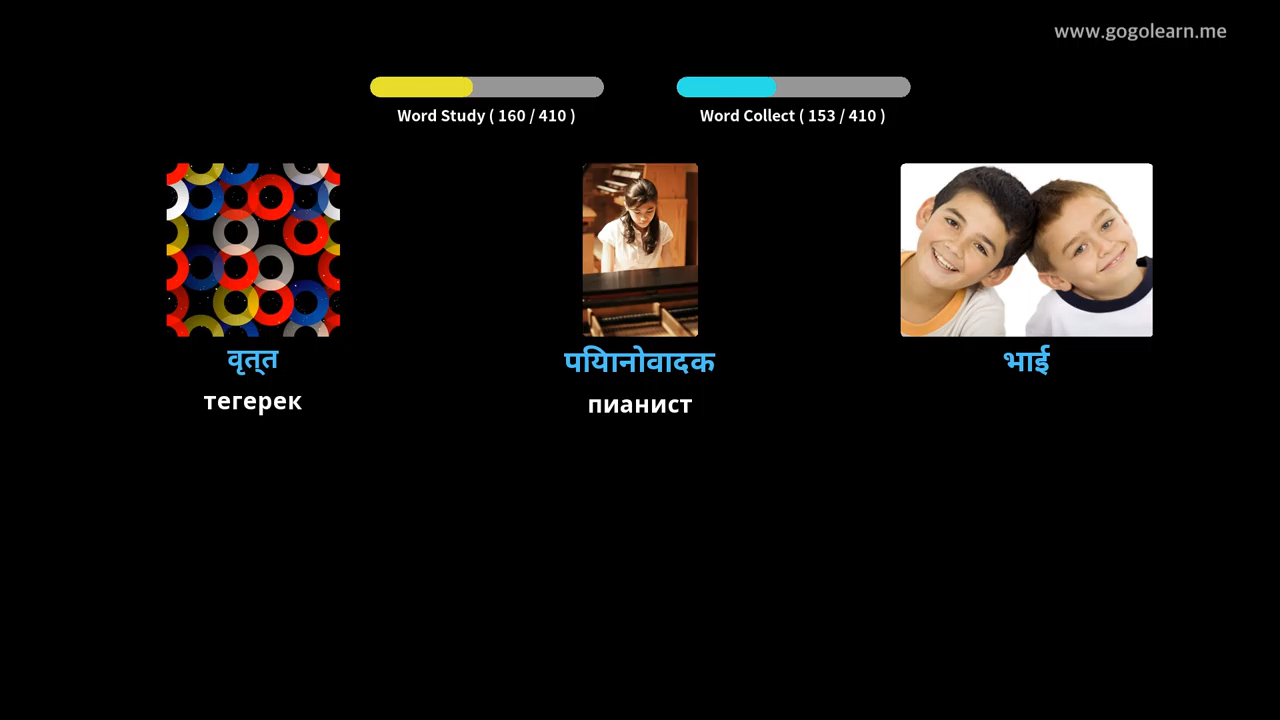 www.gogolearn.me
Word Study ( 160 / 410 )
Word Collect ( 153 / 410 )
वृत्त
पियानोवादक
भाई
тегерек
пианист